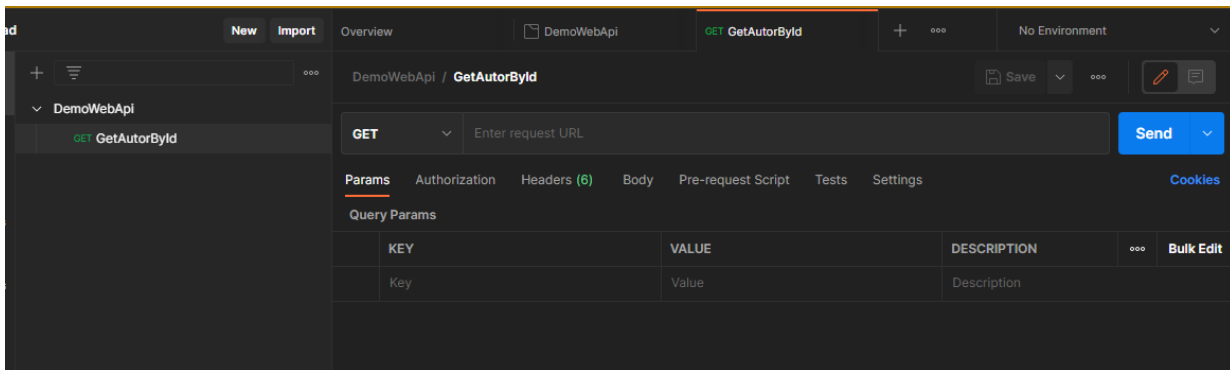 ad New Import Overview DemoWebApi GET GetAutorById No Environment
DemoWebApi / GetAutorById Save
DemoWebApi
GET GetAutorById
GET Enter request URL Send
Params Authorization Headers (6) Body Pre-request Script Tests Settings Cookies
Query Params
KEY VALUE DESCRIPTION Bulk Edit
Key Value Description